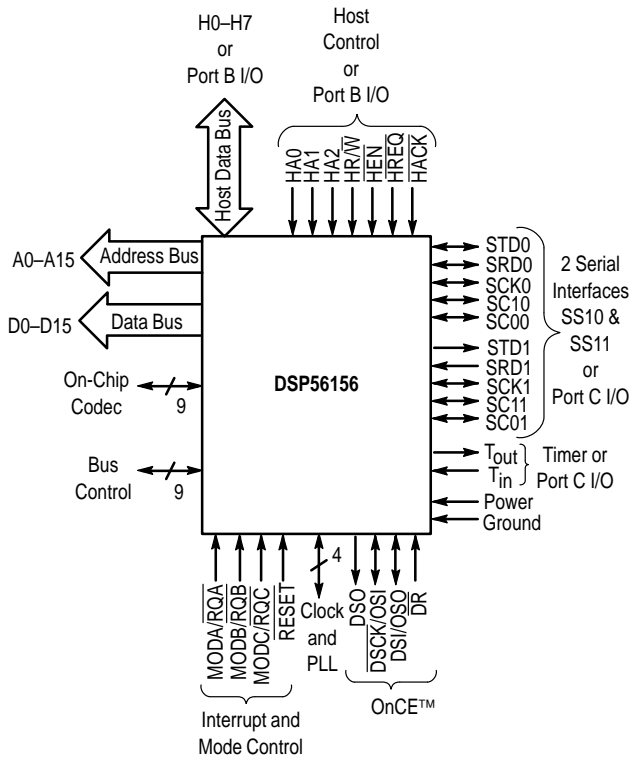 H0–H7
or
Port B I/O
Host
Control
or
Port B I/O
Host Data Bus
HA0
HA1
HA2
HR/W
HEN
HREQ
HACK
A0–A15
Address Bus
D0–D15
Data Bus
On-Chip
Codec
9
Bus
Control
9
DSP56156
STD0
SRD0
SCK0
SC10
SC00
STD1
SRD1
SCK1
SC11
SC01
2 Serial
Interfaces
SS10 &
SS11
or
Port C I/O
Tout
Tin
Timer or
Port C I/O
Power
Ground
MODA/RQA
MODB/RQB
MODC/RQC
RESET
4
Clock
and
PLL
DSO
DSCK/OSI
DSI/OSO
DR
Interrupt and
Mode Control
OnCE™